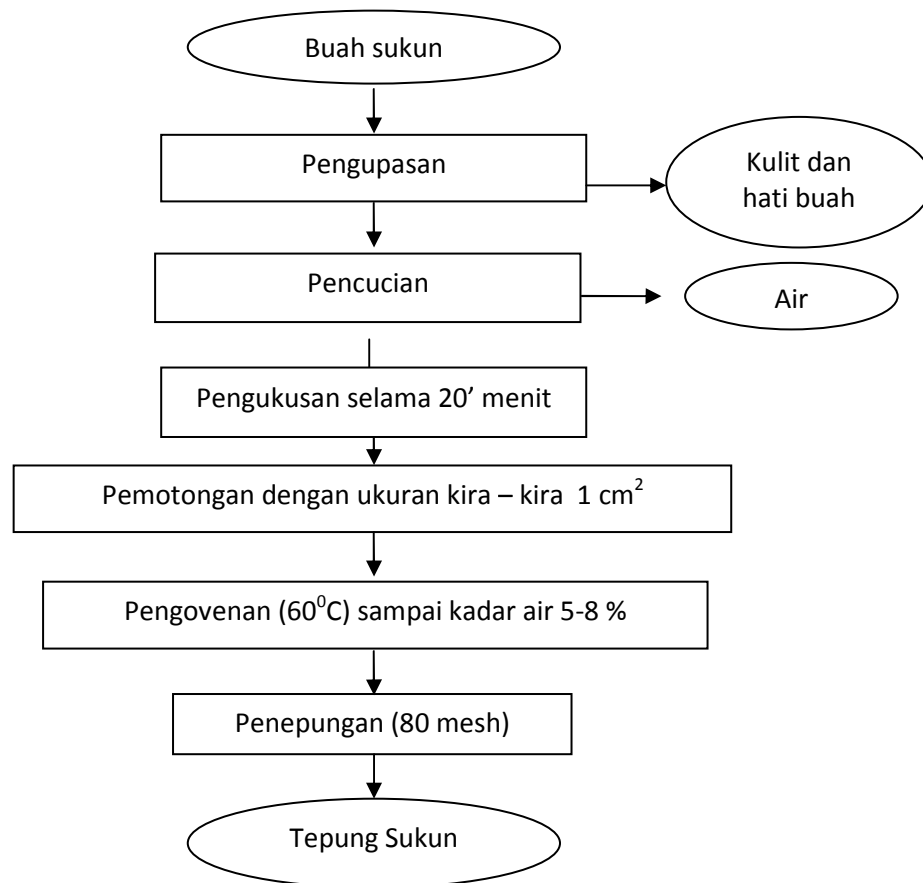 Buah sukun
Pengupasan
Kulit dan
hati buah
Pencucian
Air
Pengukusan selama 20’ menit
Pemotongan dengan ukuran kira – kira 1 cm²
Pengovenan (60⁰C) sampai kadar air 5-8 %
Penepungan (80 mesh)
Tepung Sukun